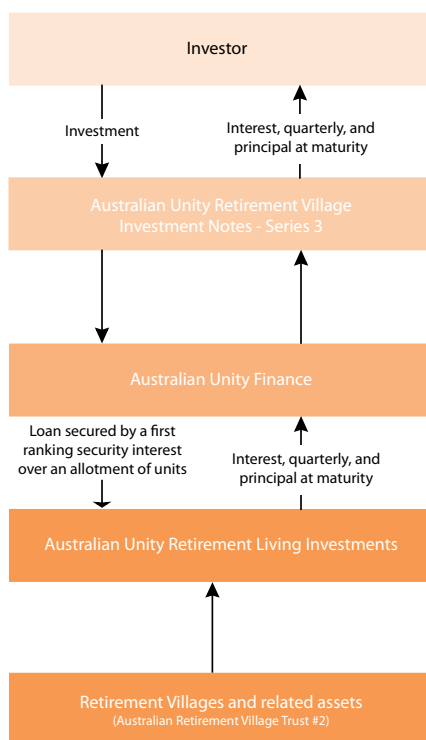 Investor
Investment
Interest, quarterly, and
principal at maturity
Australian Unity Retirement Village
Investment Notes - Series 3
Australian Unity Finance
Loan secured by a first
ranking security interest
over an allotment of units
Interest, quarterly, and
principal at maturity
Australian Unity Retirement Living Investments
Retirement Villages and related assets
(Australian Retirement Village Trust #2)